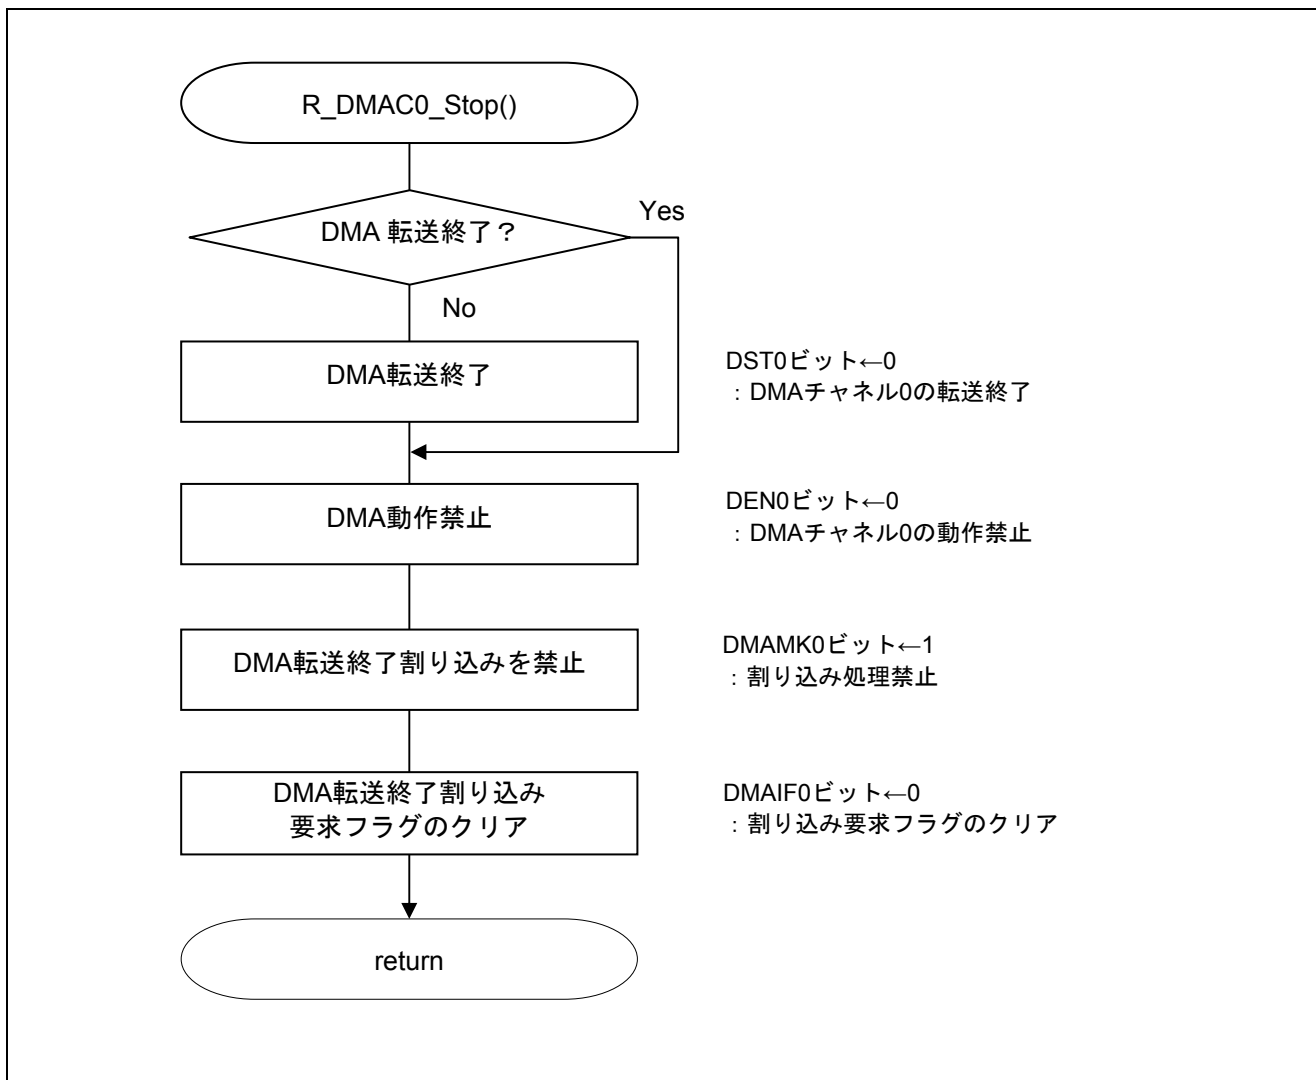 R_DMAC0_Stop()
DMA 転送終了？
Yes
No
DMA転送終了
DST0ビット←0
：DMAチャネル0の転送終了
DMA動作禁止
DEN0ビット←0
：DMAチャネル0の動作禁止
DMA転送終了割り込みを禁止
DMAMK0ビット←1
：割り込み処理禁止
DMA転送終了割り込み
要求フラグのクリア
DMAIF0ビット←0
：割り込み要求フラグのクリア
return